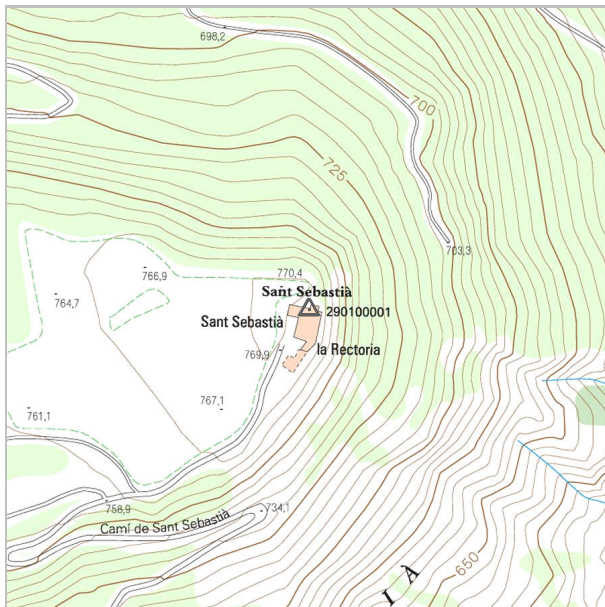 698,2
700
725
703,3
770,4
766,9
764,7
Sant Sebastià
290100001
Sant Sebastià
769,9
la Rectoria
767,1
761,1
758,9
734,1
Camí de Sant Sebastià
650
I À